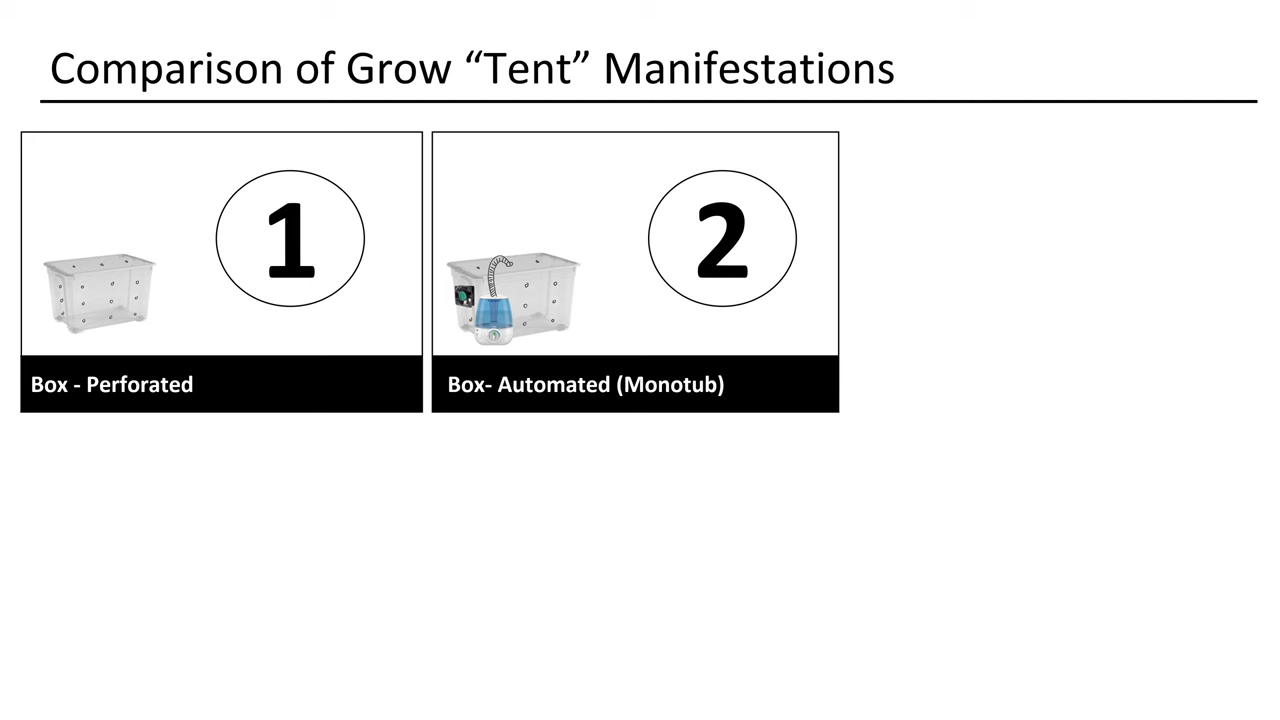 Comparison of Grow “Tent” Manifestations
1
2
Box - Perforated
Box- Automated (Monotub)